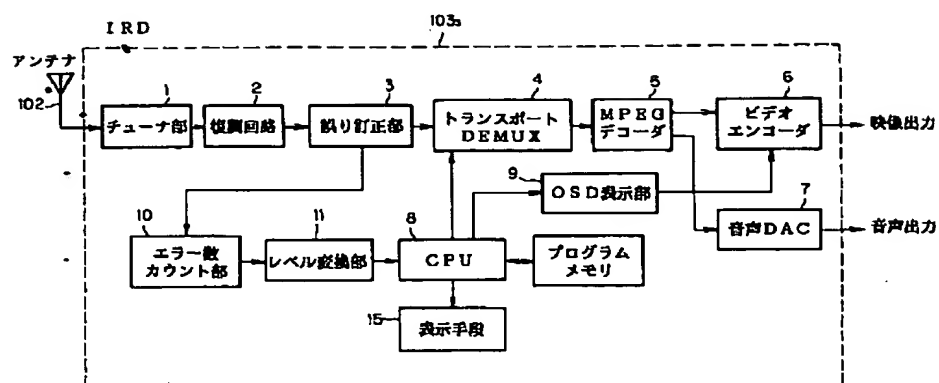 IRD
103a
アンテナ
102
1
チューナ部
2
復調回路
3
誤り訂正部
4
トランスポート
DEMUX
5
MPEG
デコーダ
6
ビデオ
エンコーダ
映像出力
9
OSD表示部
7
音声DAC
音声出力
10
エラー数
カウント部
11
レベル変換部
8
CPU
プログラム
メモリ
15
表示手段